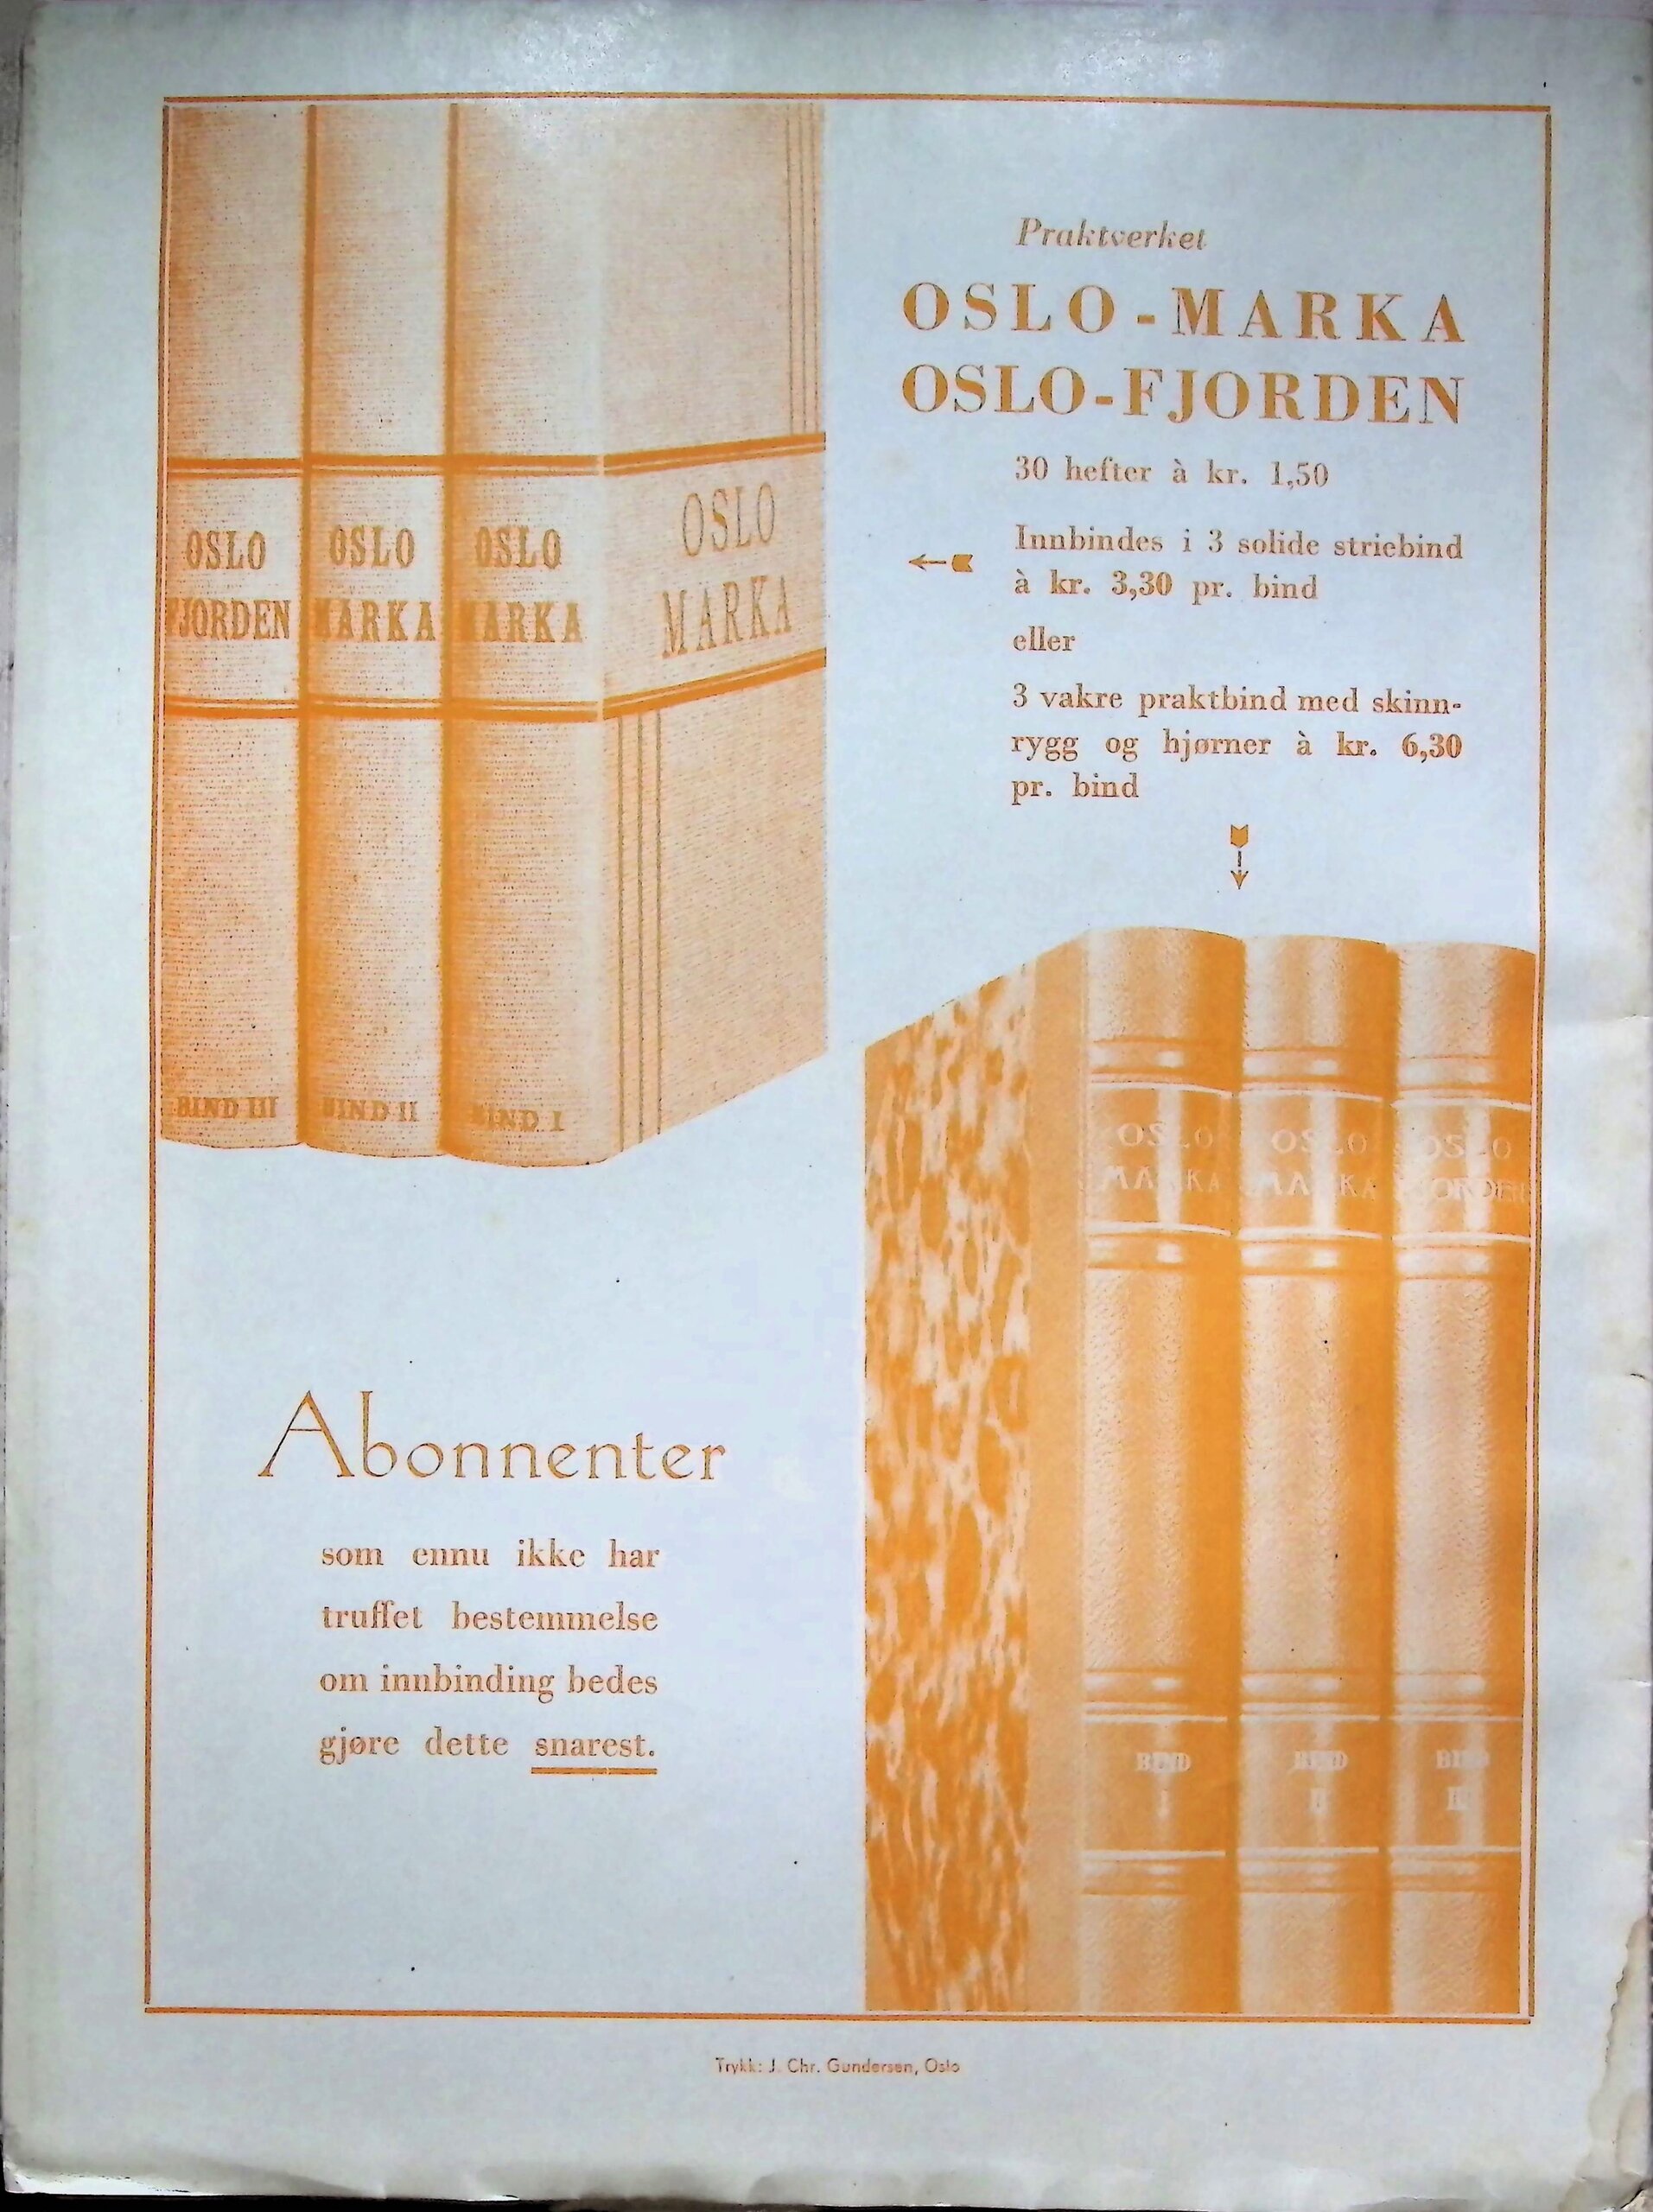 Praktverket
OSLO-MARKA
OSLO-FJORDEN
30 hefter à kr. 1,50
Innbindes i 3 solide striebind
à kr. 3,30 pr. bind
eller
3 vakre praktbind med skinn-
rygg og hjørner à kr. 6,30
pr. bind
OSLO
FJORDEN
BIND III
OSLO
MARKA
BIND II
OSLO
MARKA
BIND I
OSLO
MARKA
OSLO
MARKA
BIND
I
OSLO
MARKA
BIND
II
OSLO
FJORDEN
BIND
III
Abonnenter
som ennu ikke har
truffet bestemmelse
om innbinding bedes
gjøre dette snarest.
Trykk: J. Chr. Gundersen, Oslo